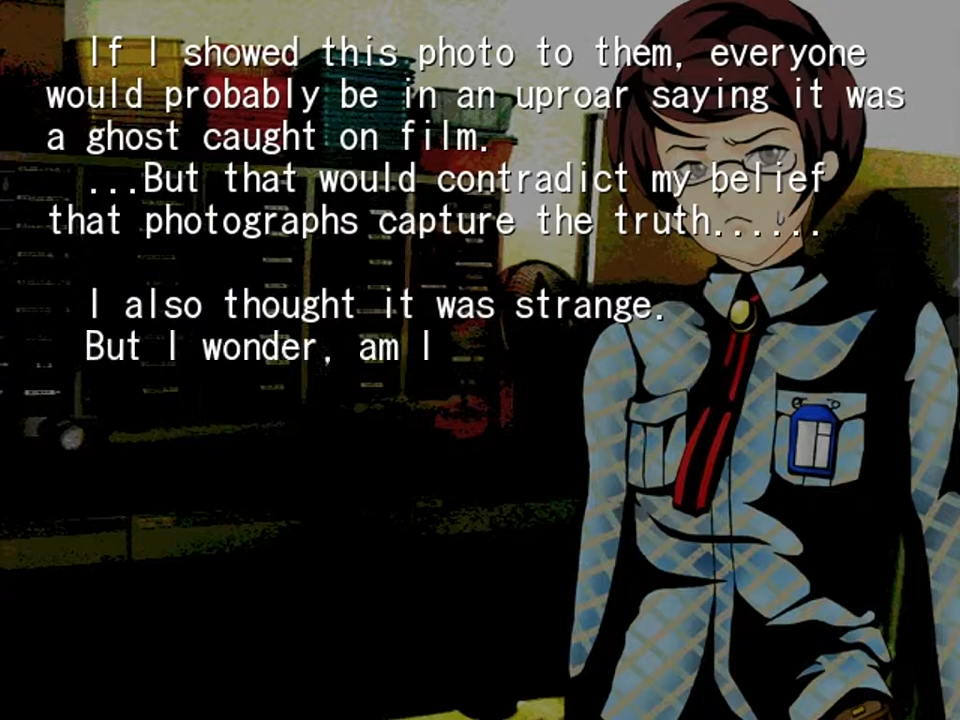 If I showed this photo to them, everyone
would probably be in an uproar saying it was
a ghost caught on film.
...But that would contradict my belief
that photographs capture the truth......
I also thought it was strange.
But I wonder, am I